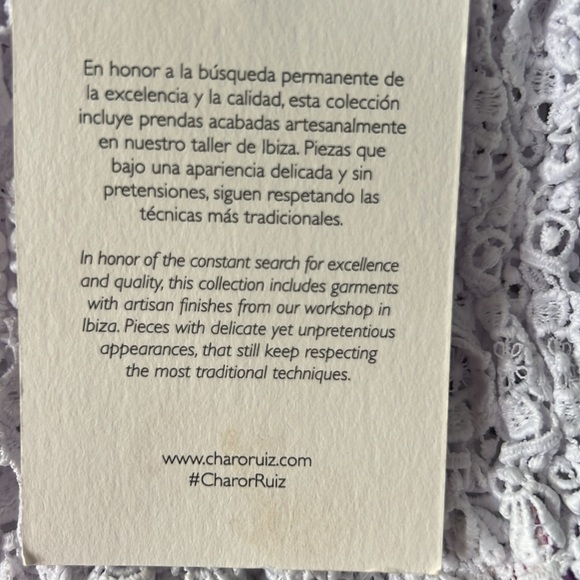 En honor a la búsqueda permanente de
la excelencia y la calidad, esta colección
incluye prendas acabadas artesanalmente
en nuestro taller de Ibiza. Piezas que
bajo una apariencia delicada y sin
pretensiones, siguen respetando las
técnicas más tradicionales.
In honor of the constant search for excellence
and quality, this collection includes garments
with artisan finishes from our workshop in
Ibiza. Pieces with delicate yet unpretentious
appearances, that still keep respecting
the most traditional techniques.
www.charoruiz.com
#CharorRuiz